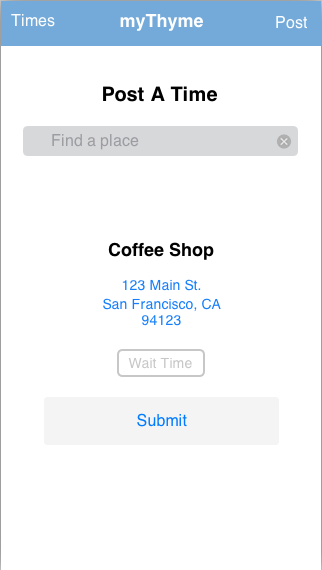 Times myThyme Post
Post A Time
Find a place
Coffee Shop
123 Main St.
San Francisco, CA
94123
Wait Time
Submit